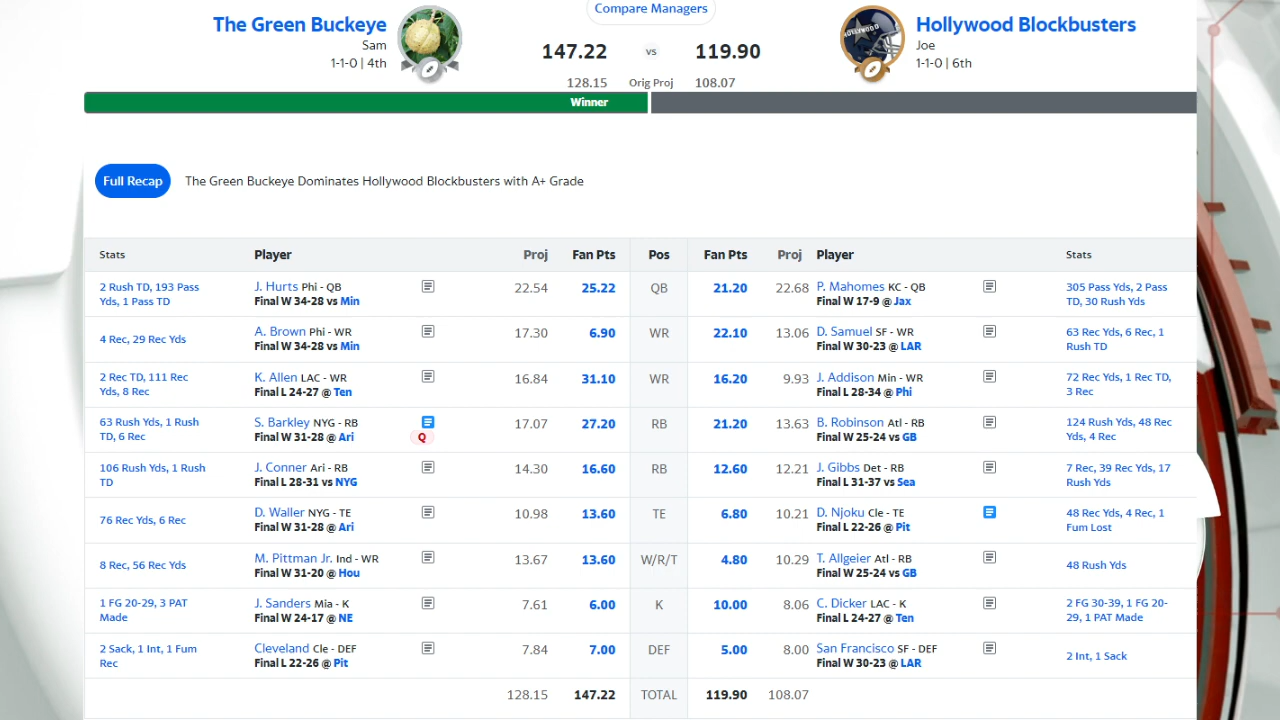 Compare Managers
The Green Buckeye
Sam
1-1-0 | 4th
147.22 vs 119.90
128.15 Orig Proj 108.07
HOLLYWOOD
Hollywood Blockbusters
Joe
1-1-0 | 6th
Winner
Full Recap The Green Buckeye Dominates Hollywood Blockbusters with A+ Grade
Stats Player Proj Fan Pts Pos Fan Pts Proj Player Stats
2 Rush TD, 193 Pass J. Hurts Phi - QB 22.54 25.22 QB 21.20 22.68 P. Mahomes KC - QB 305 Pass Yds, 2 Pass
Yds, 1 Pass TD Final W 34-28 vs Min Final W 17-9 @ Jax TD, 30 Rush Yds
4 Rec, 29 Rec Yds A. Brown Phi - WR 17.30 6.90 WR 22.10 13.06 D. Samuel SF - WR 63 Rec Yds, 6 Rec, 1
Final W 34-28 vs Min Final W 30-23 @ LAR Rush TD
2 Rec TD, 111 Rec K. Allen LAC - WR 16.84 31.10 WR 16.20 9.93 J. Addison Min - WR 72 Rec Yds, 1 Rec TD,
Yds, 8 Rec Final L 24-27 @ Ten Final L 28-34 @ Phi 3 Rec
63 Rush Yds, 1 Rush S. Barkley NYG - RB 17.07 27.20 RB 21.20 13.63 B. Robinson Atl - RB 124 Rush Yds, 48 Rec
TD, 6 Rec Final W 31-28 @ Ari Q Final W 25-24 vs GB Yds, 4 Rec
106 Rush Yds, 1 Rush J. Conner Ari - RB 14.30 16.60 RB 12.60 12.21 J. Gibbs Det - RB 7 Rec, 39 Rec Yds, 17
TD Final L 28-31 vs NYG Final L 31-37 vs Sea Rush Yds
76 Rec Yds, 6 Rec D. Waller NYG - TE 10.98 13.60 TE 6.80 10.21 D. Njoku Cle - TE 48 Rec Yds, 4 Rec, 1
Final W 31-28 @ Ari Final L 22-26 @ Pit Fum Lost
8 Rec, 56 Rec Yds M. Pittman Jr. Ind - WR 13.67 13.60 W/R/T 4.80 10.29 T. Allgeier Atl - RB 48 Rush Yds
Final W 31-20 @ Hou Final W 25-24 vs GB
1 FG 20-29, 3 PAT J. Sanders Mia - K 7.61 6.00 K 10.00 8.06 C. Dicker LAC - K 2 FG 30-39, 1 FG 20-
Made Final W 24-17 @ NE Final L 24-27 @ Ten 29, 1 PAT Made
2 Sack, 1 Int, 1 Fum Cleveland Cle - DEF 7.84 7.00 DEF 5.00 8.00 San Francisco SF - DEF 2 Int, 1 Sack
Rec Final L 22-26 @ Pit Final W 30-23 @ LAR
128.15 147.22 TOTAL 119.90 108.07